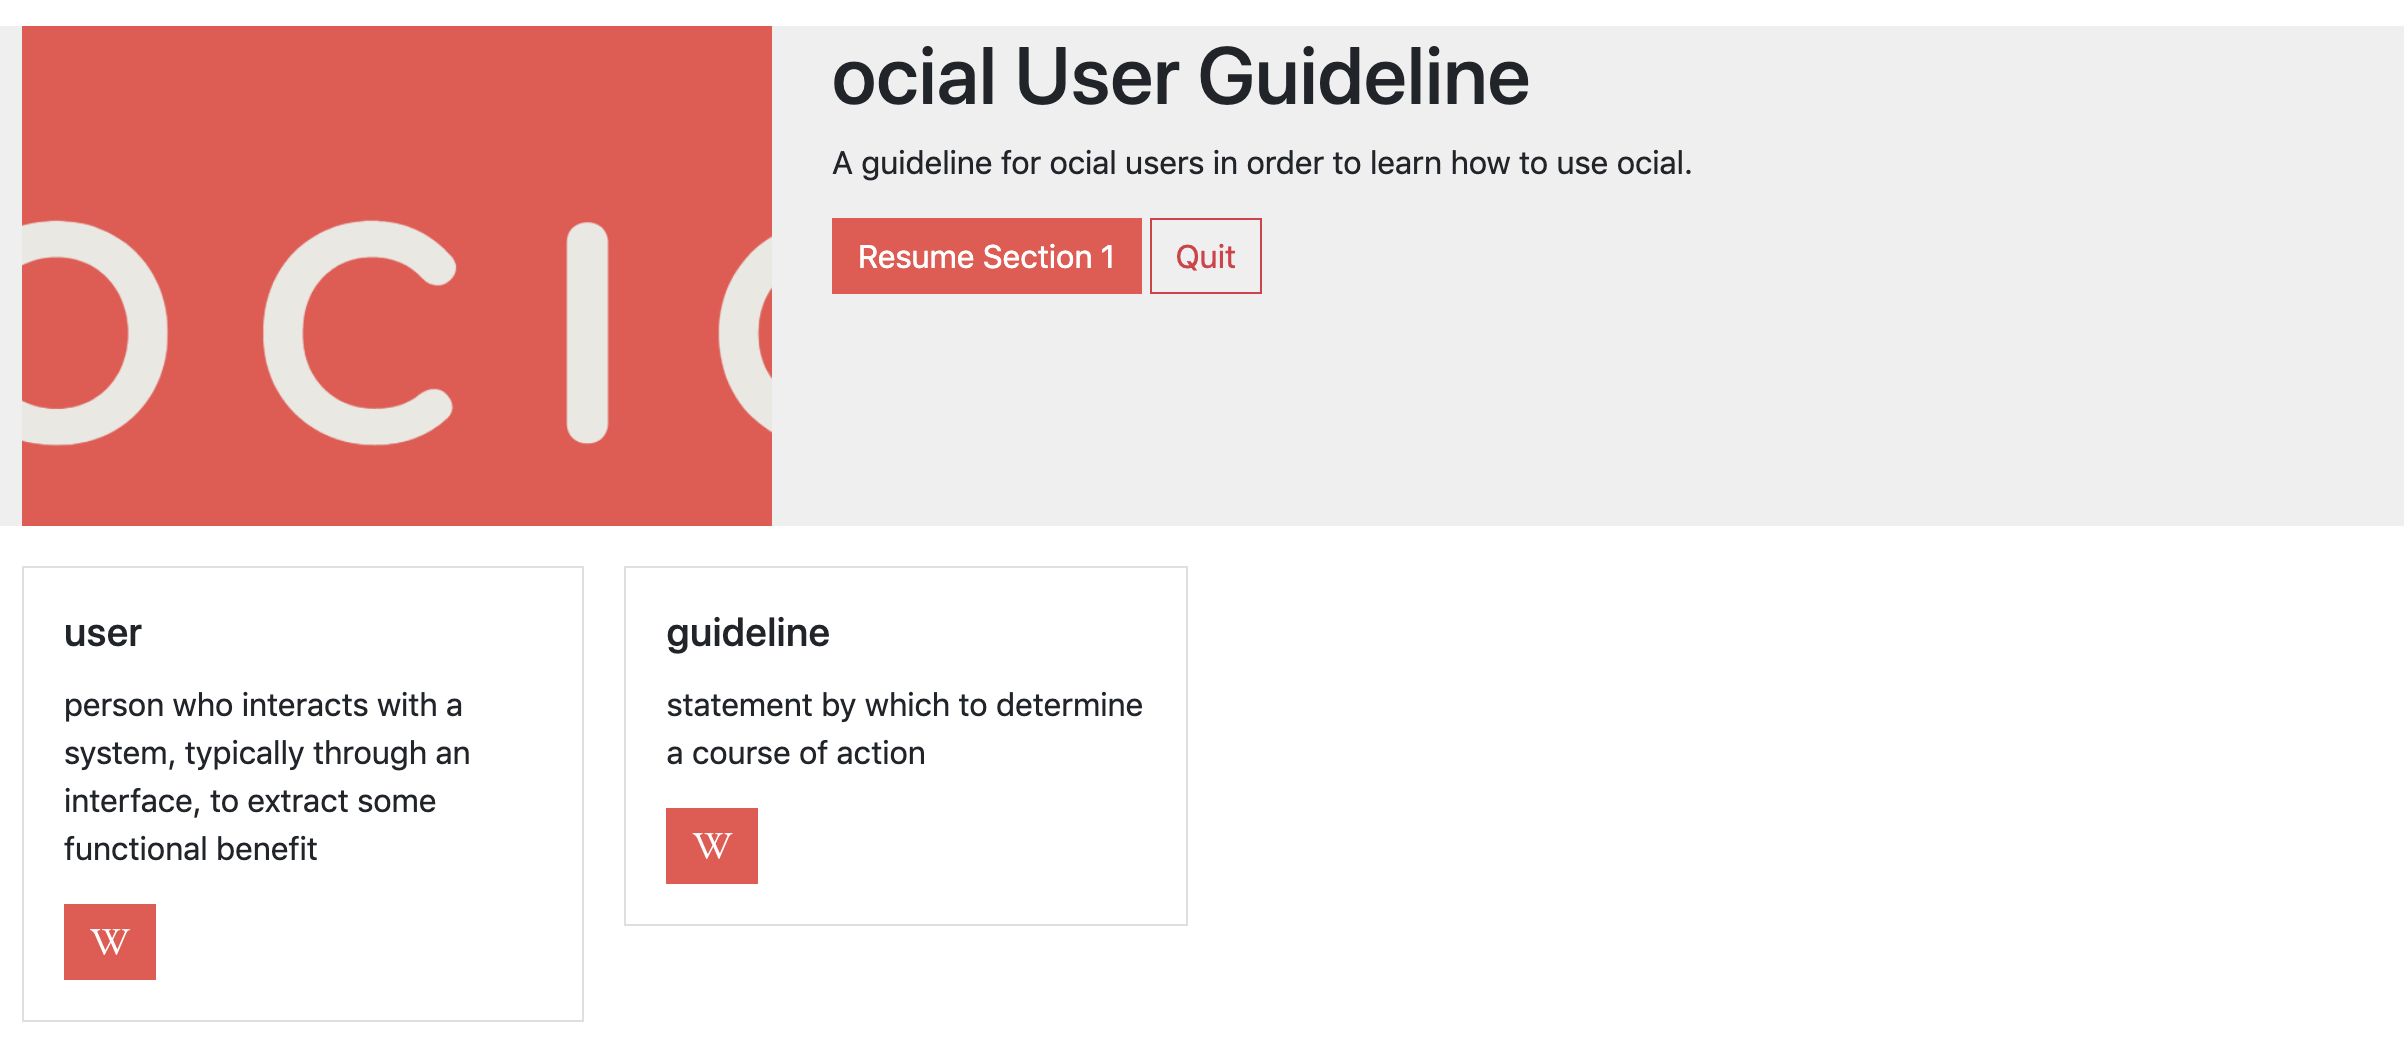 OCIC
ocial User Guideline
A guideline for ocial users in order to learn how to use ocial.
Resume Section 1
Quit
user
person who interacts with a
system, typically through an
interface, to extract some
functional benefit
W
guideline
statement by which to determine
a course of action
W